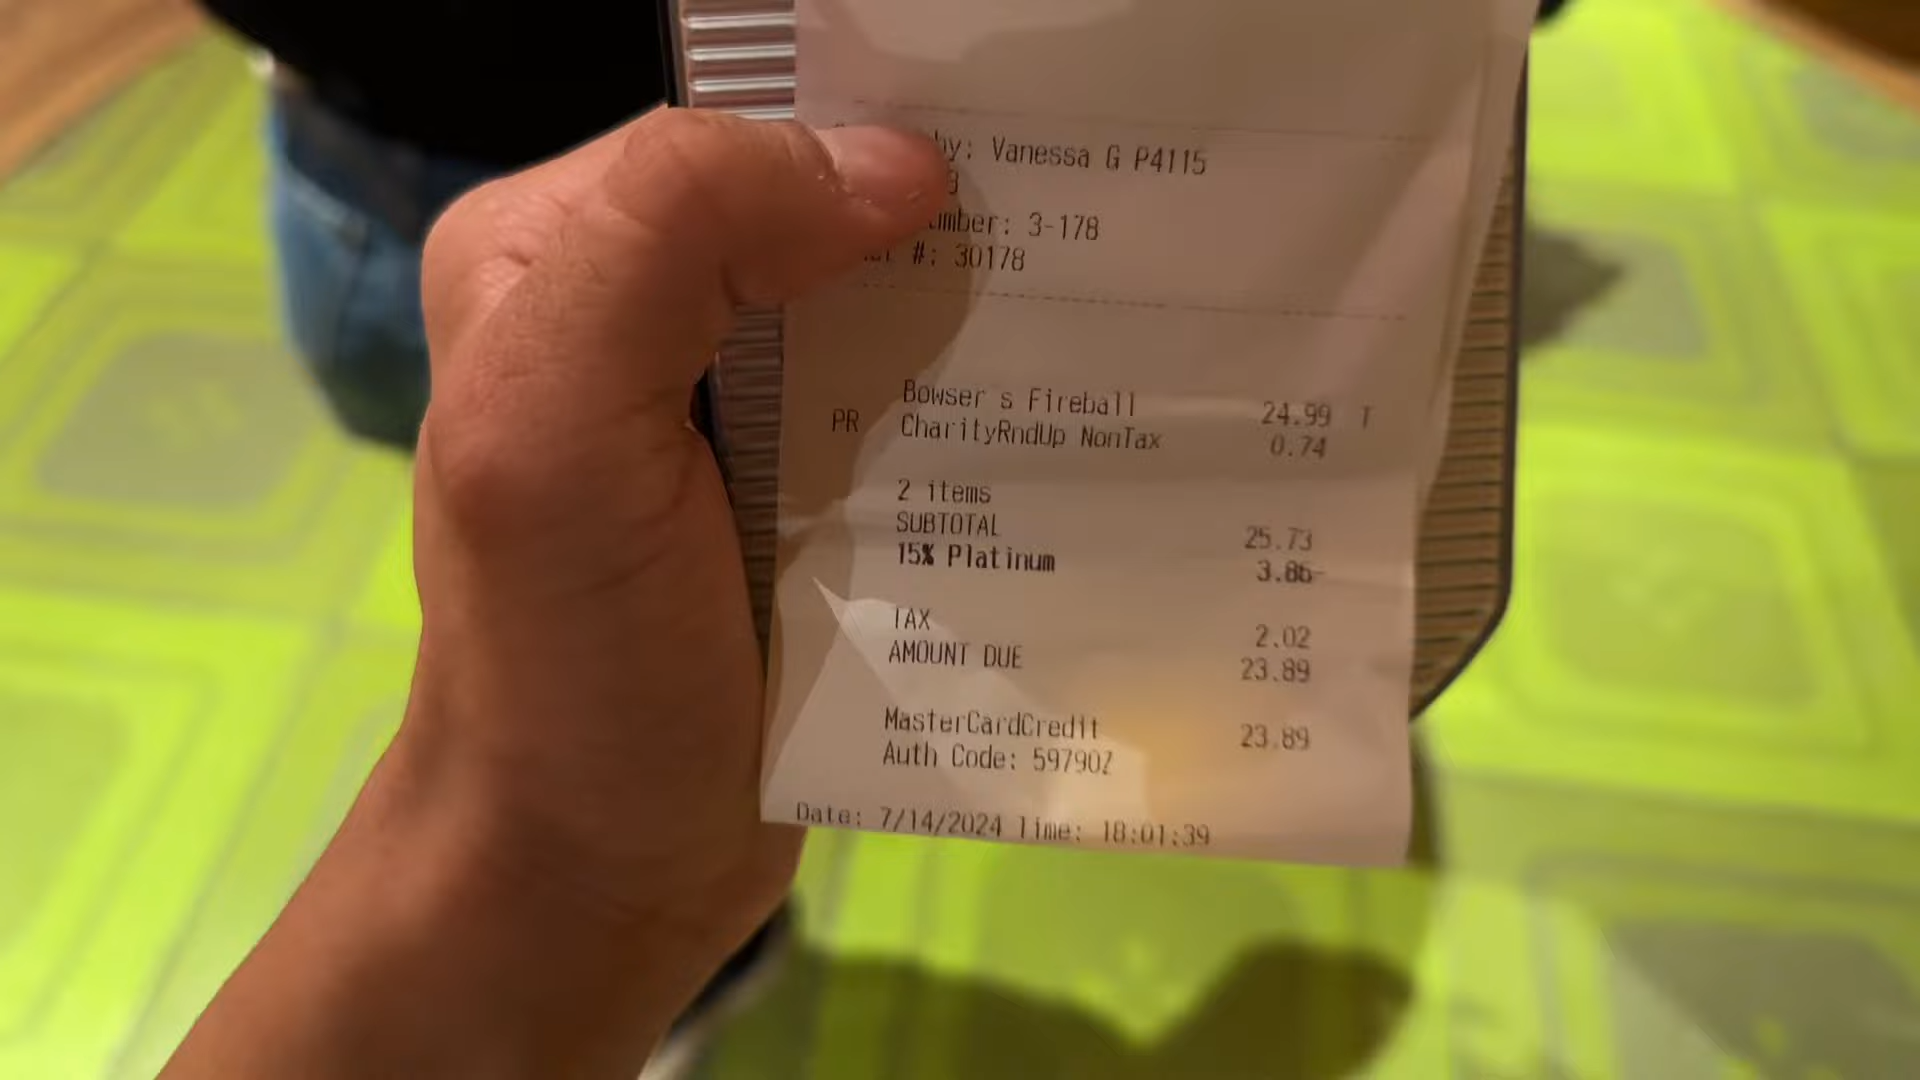 by: Vanessa G P4115
3
umber: 3-178
#: 30178
Bowser s Fireball 24.99 T
PR CharityRndUp NonTax 0.74
2 items
SUBTOTAL 25.73
15% Platinum 3.86-
TAX 2.02
AMOUNT DUE 23.89
MasterCardCredit 23.89
Auth Code: 59790Z
Date: 7/14/2024 Time: 18:01:39